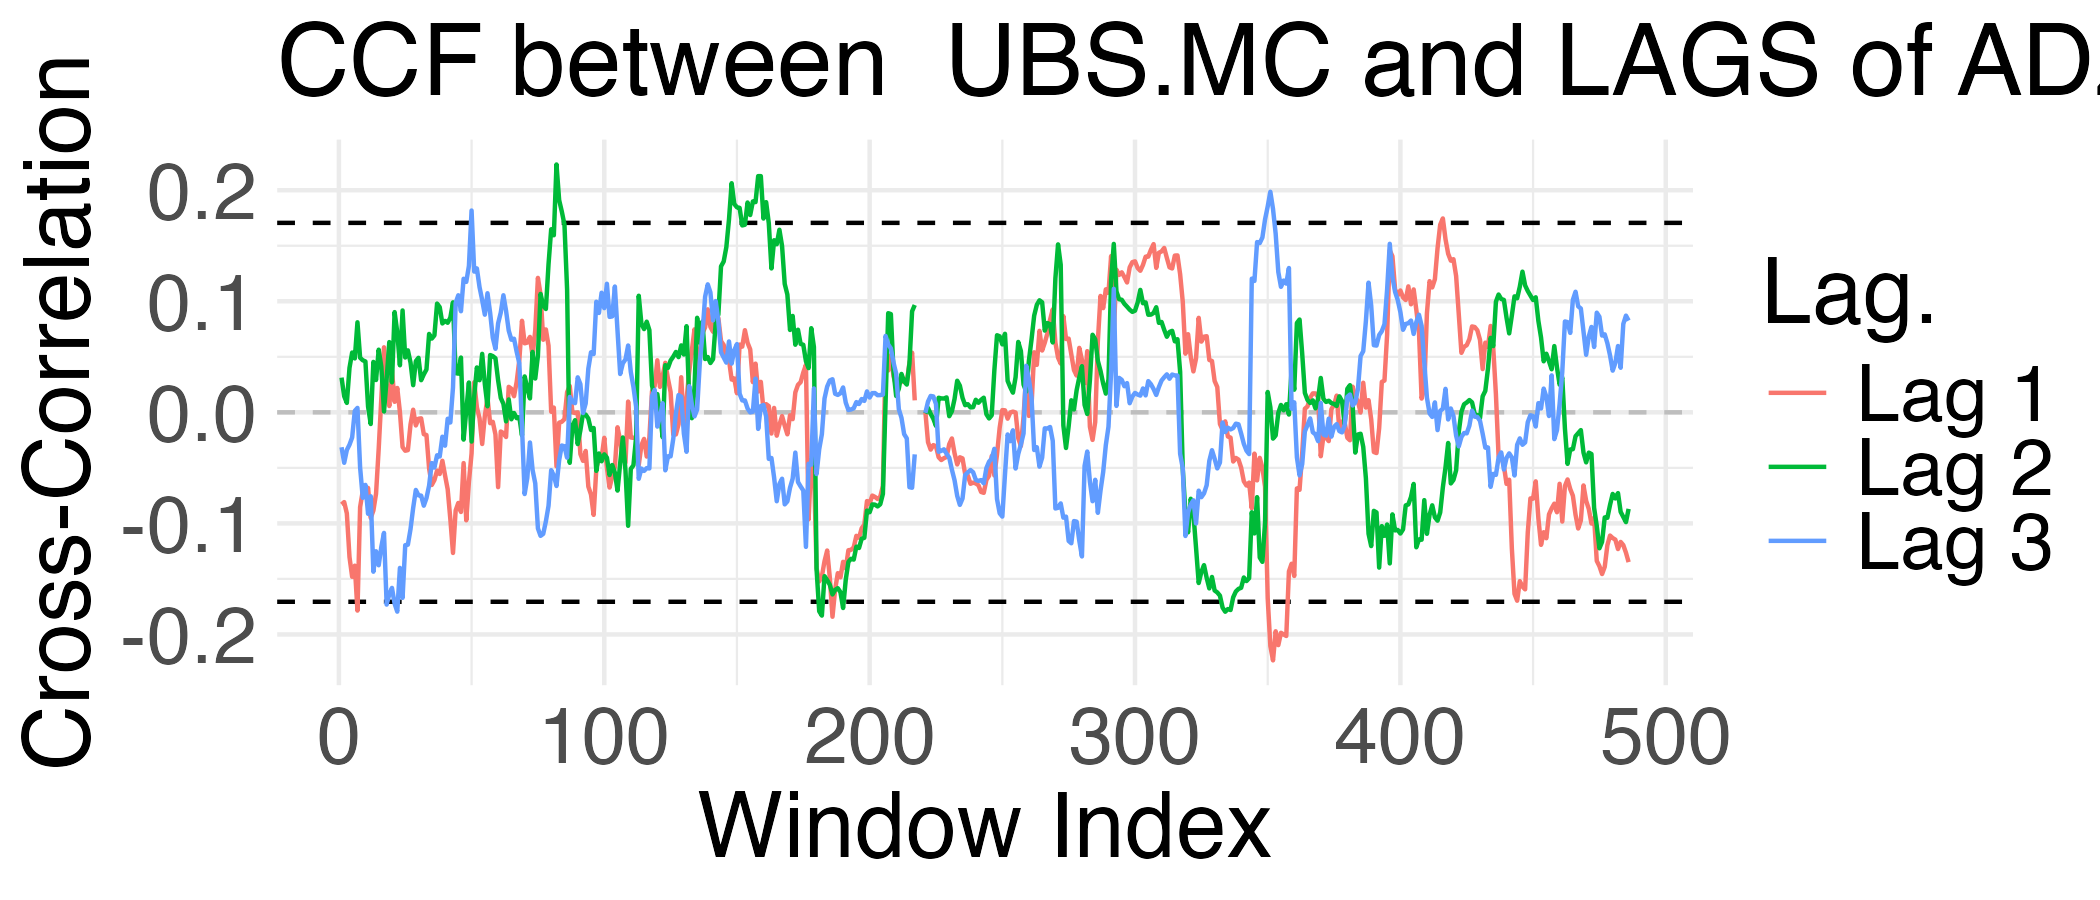 CCF between  UBS.MC and LAGS of AD
Cross-Correlation
0.2
0.1
0.0
-0.1
-0.2
0 100 200 300 400 500
Window Index
Lag.
Lag 1
Lag 2
Lag 3